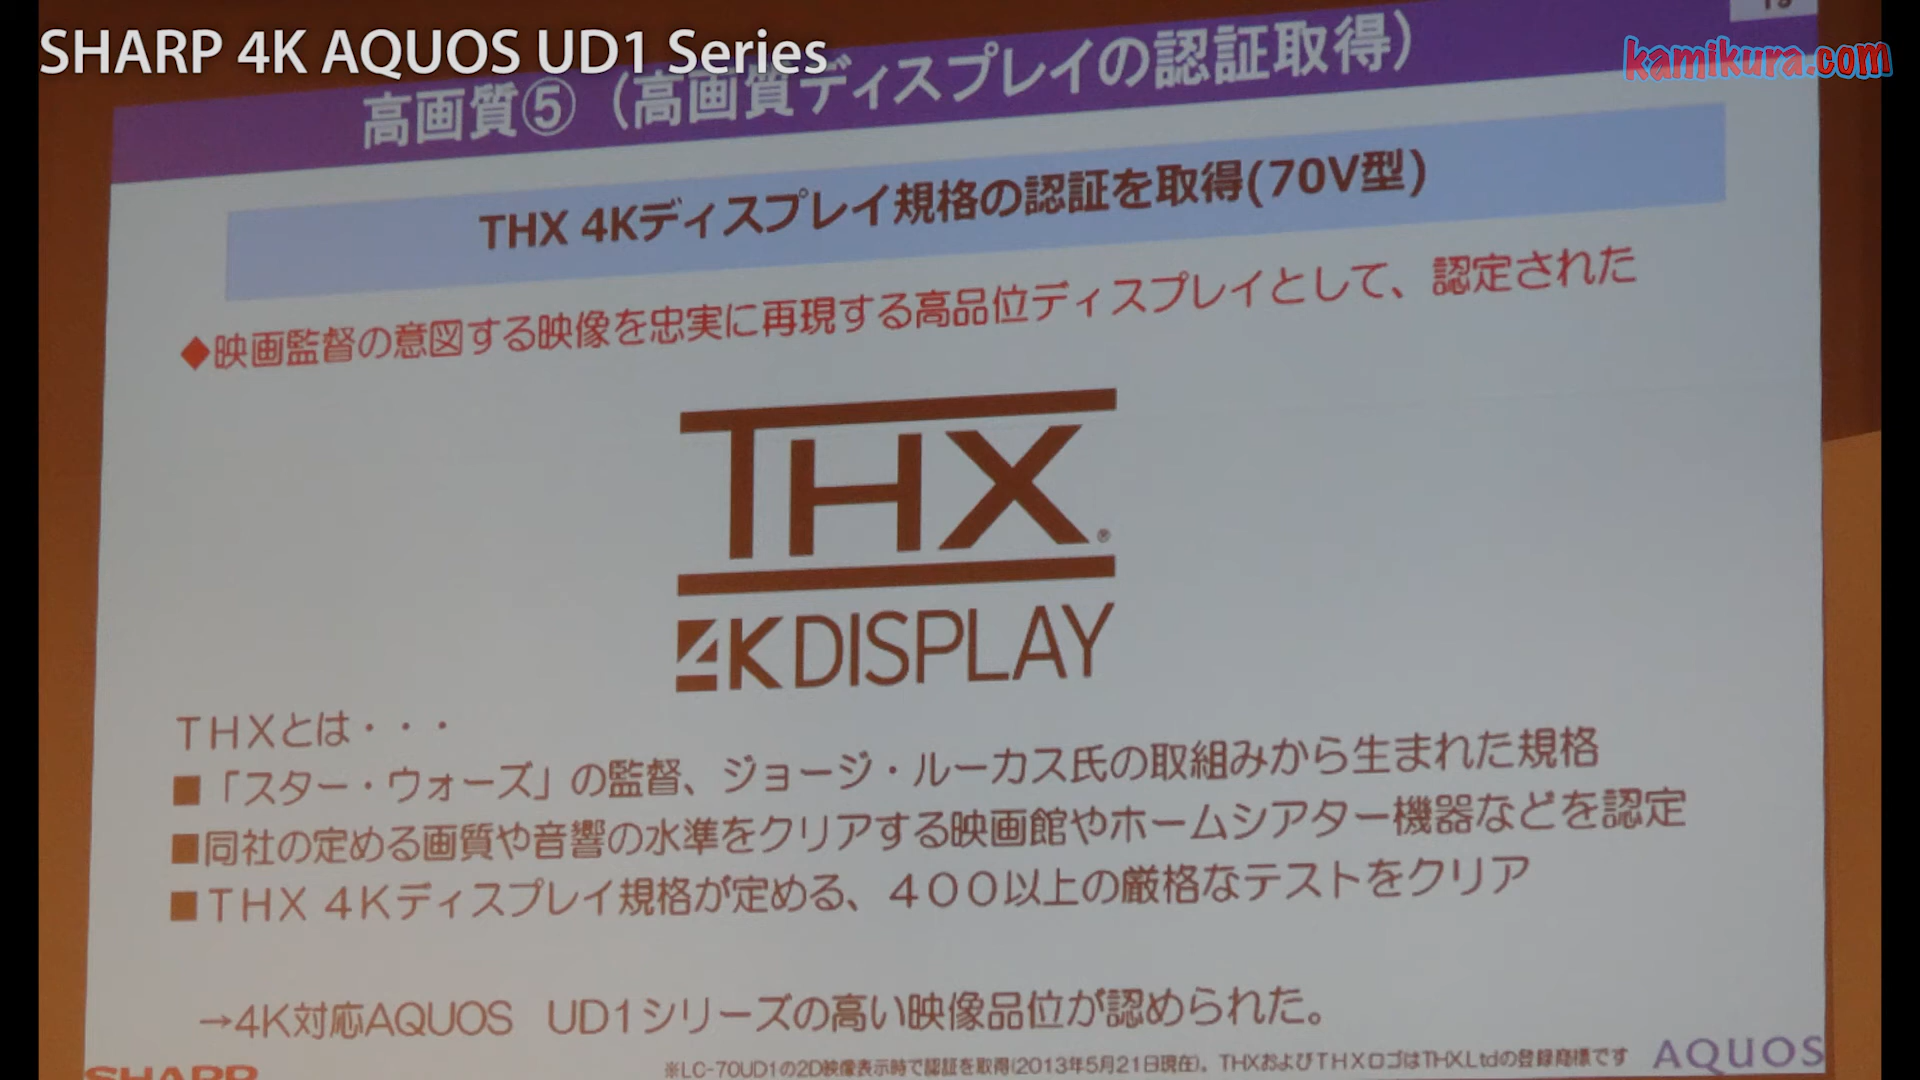 SHARP 4K AQUOS UD1 Series
kamikura.com
高画質⑤（高画質ディスプレイの認証取得）
THX 4Kディスプレイ規格の認証を取得(70V型)
◆映画監督の意図する映像を忠実に再現する高品位ディスプレイとして、認定された
THX®
4K DISPLAY
ＴＨＸとは・・・
■「スター・ウォーズ」の監督、ジョージ・ルーカス氏の取組みから生まれた規格
■同社の定める画質や音響の水準をクリアする映画館やホームシアター機器などを認定
■ＴＨＸ ４Ｋディスプレイ規格が定める、４００以上の厳格なテストをクリア
→4K対応AQUOS UD1シリーズの高い映像品位が認められた。
SHARP
※LC-70UD1の2D映像表示時で認証を取得(2013年5月21日現在)。THXおよびTHXロゴはTHX.Ltdの登録商標です
AQUOS